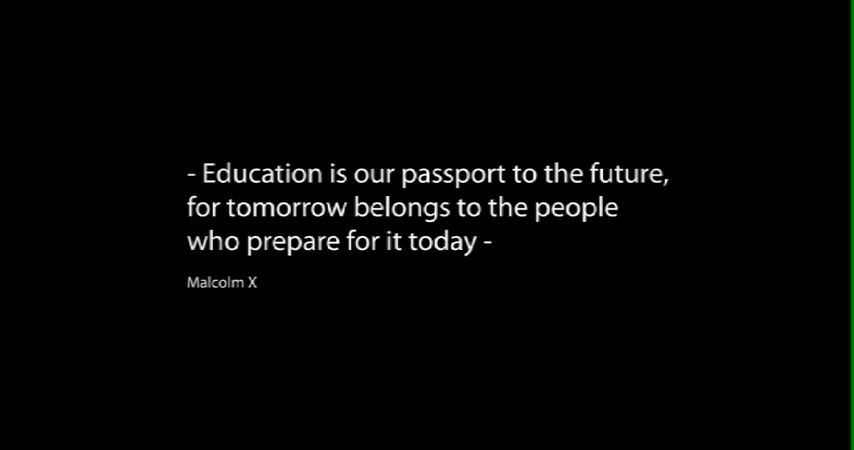 - Education is our passport to the future,
for tomorrow belongs to the people
who prepare for it today -
Malcolm X